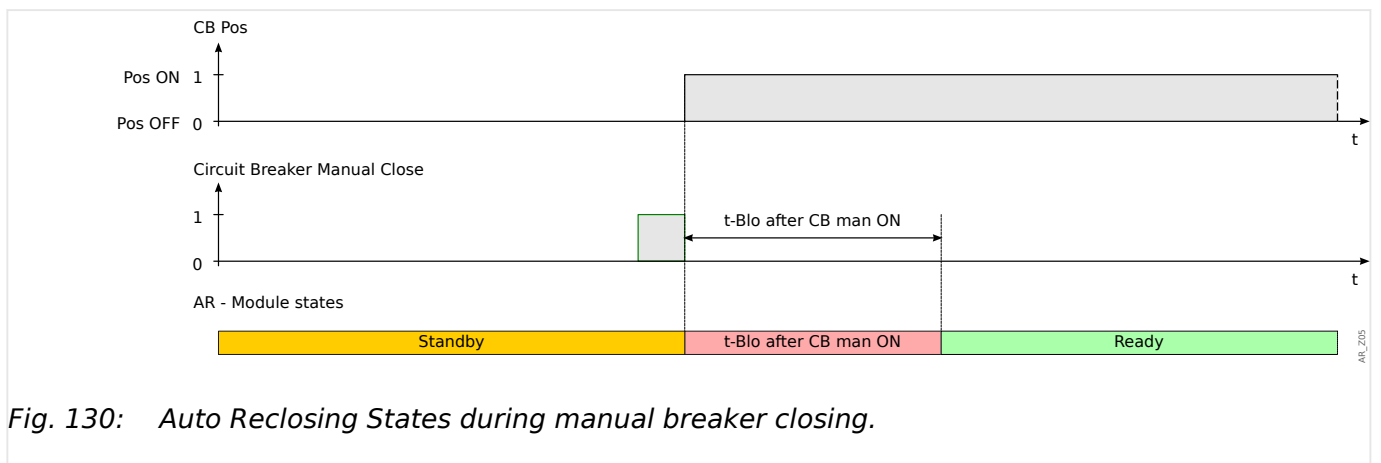 CB Pos
Pos ON 1
Pos OFF 0
t
Circuit Breaker Manual Close
1
t-Blo after CB man ON
0
t
AR - Module states
Standby t-Blo after CB man ON Ready
AR_Z05
Fig. 130: Auto Reclosing States during manual breaker closing.